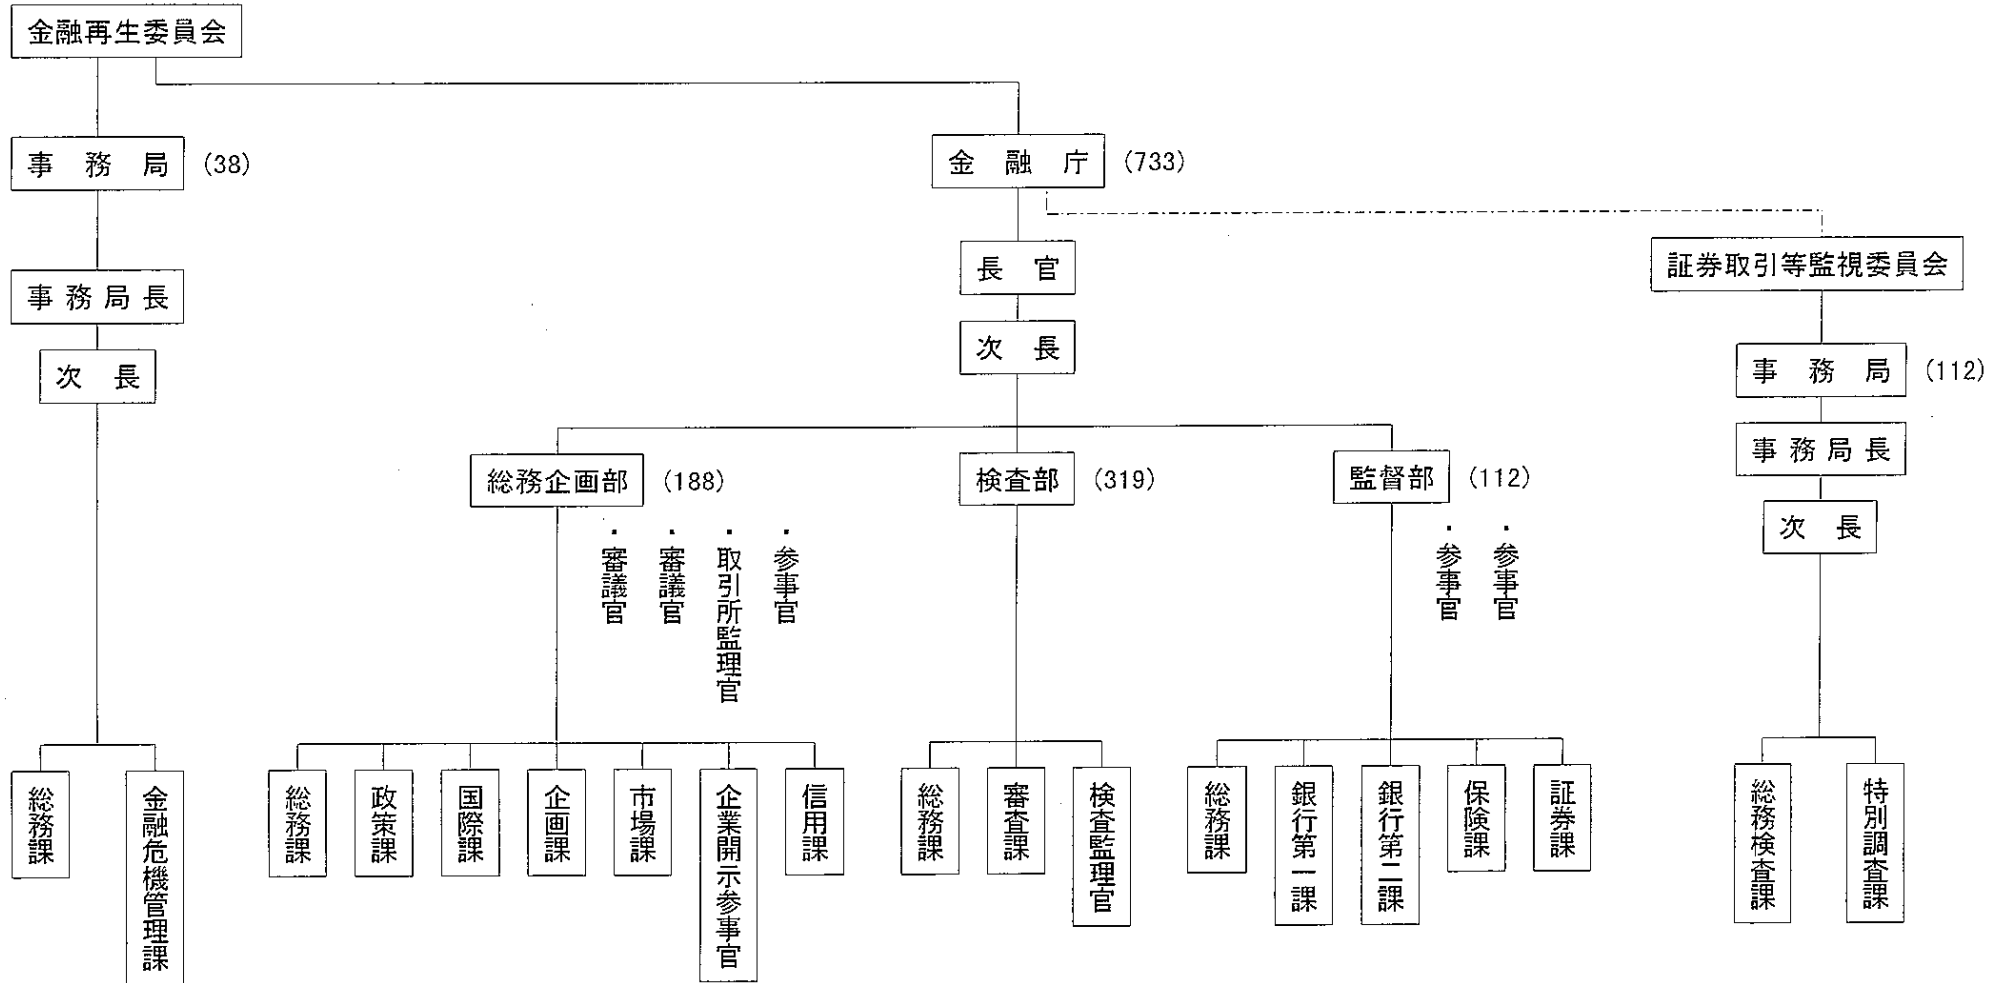 金融再生委員会
事務局 (38)
金融庁 (733)
長官
証券取引等監視委員会
事務局長
次長
次長
事務局 (112)
事務局長
次長
総務企画部 (188)
検査部 (319)
監督部 (112)
・審議官
・審議官
・取引所監理官
・参事官
・参事官
・参事官
総務課
金融危機管理課
総務課
政策課
国際課
企画課
市場課
企業開示参事官
信用課
総務課
審査課
検査監理官
総務課
銀行第一課
銀行第二課
保険課
証券課
総務検査課
特別調査課